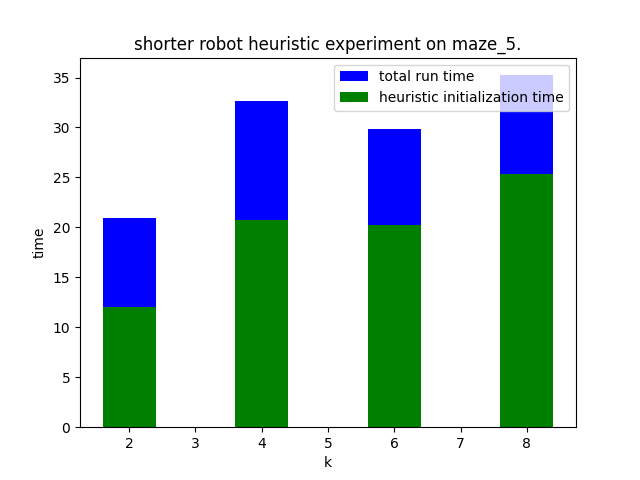 shorter robot heuristic experiment on maze_5.
total run time
heuristic initialization time
35
30
25
20
15
10
5
0
time
2 3 4 5 6 7 8
k